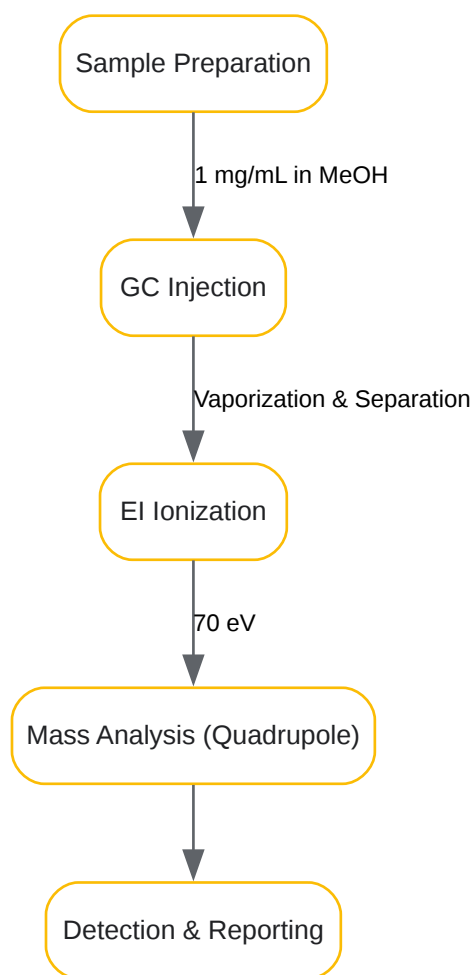 Sample Preparation
1 mg/mL in MeOH
GC Injection
Vaporization & Separation
EI Ionization
70 eV
Mass Analysis (Quadrupole)
Detection & Reporting